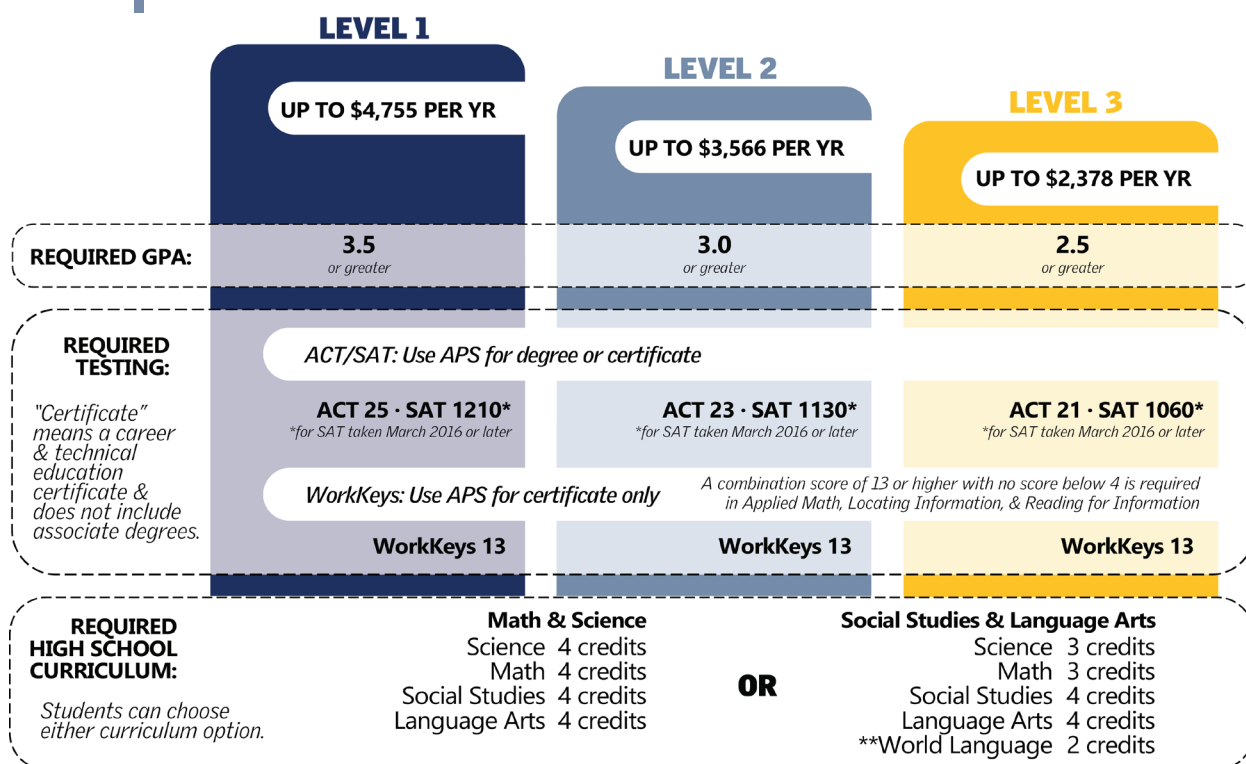 LEVEL 1
LEVEL 2
LEVEL 3
UP TO $4,755 PER YR
UP TO $3,566 PER YR
UP TO $2,378 PER YR
REQUIRED GPA:
3.5
or greater
3.0
or greater
2.5
or greater
REQUIRED
TESTING:
"Certificate"
means a career
& technical
education
certificate &
does not include
associate degrees.
ACT/SAT: Use APS for degree or certificate
ACT 25 · SAT 1210*
*for SAT taken March 2016 or later
ACT 23 · SAT 1130*
*for SAT taken March 2016 or later
ACT 21 · SAT 1060*
*for SAT taken March 2016 or later
WorkKeys: Use APS for certificate only
A combination score of 13 or higher with no score below 4 is required
in Applied Math, Locating Information, & Reading for Information
WorkKeys 13
WorkKeys 13
WorkKeys 13
REQUIRED
HIGH SCHOOL
CURRICULUM:
Students can choose
either curriculum option.
Math & Science
Science 4 credits
Math 4 credits
Social Studies 4 credits
Language Arts 4 credits
OR
Social Studies & Language Arts
Science 3 credits
Math 3 credits
Social Studies 4 credits
Language Arts 4 credits
**World Language 2 credits